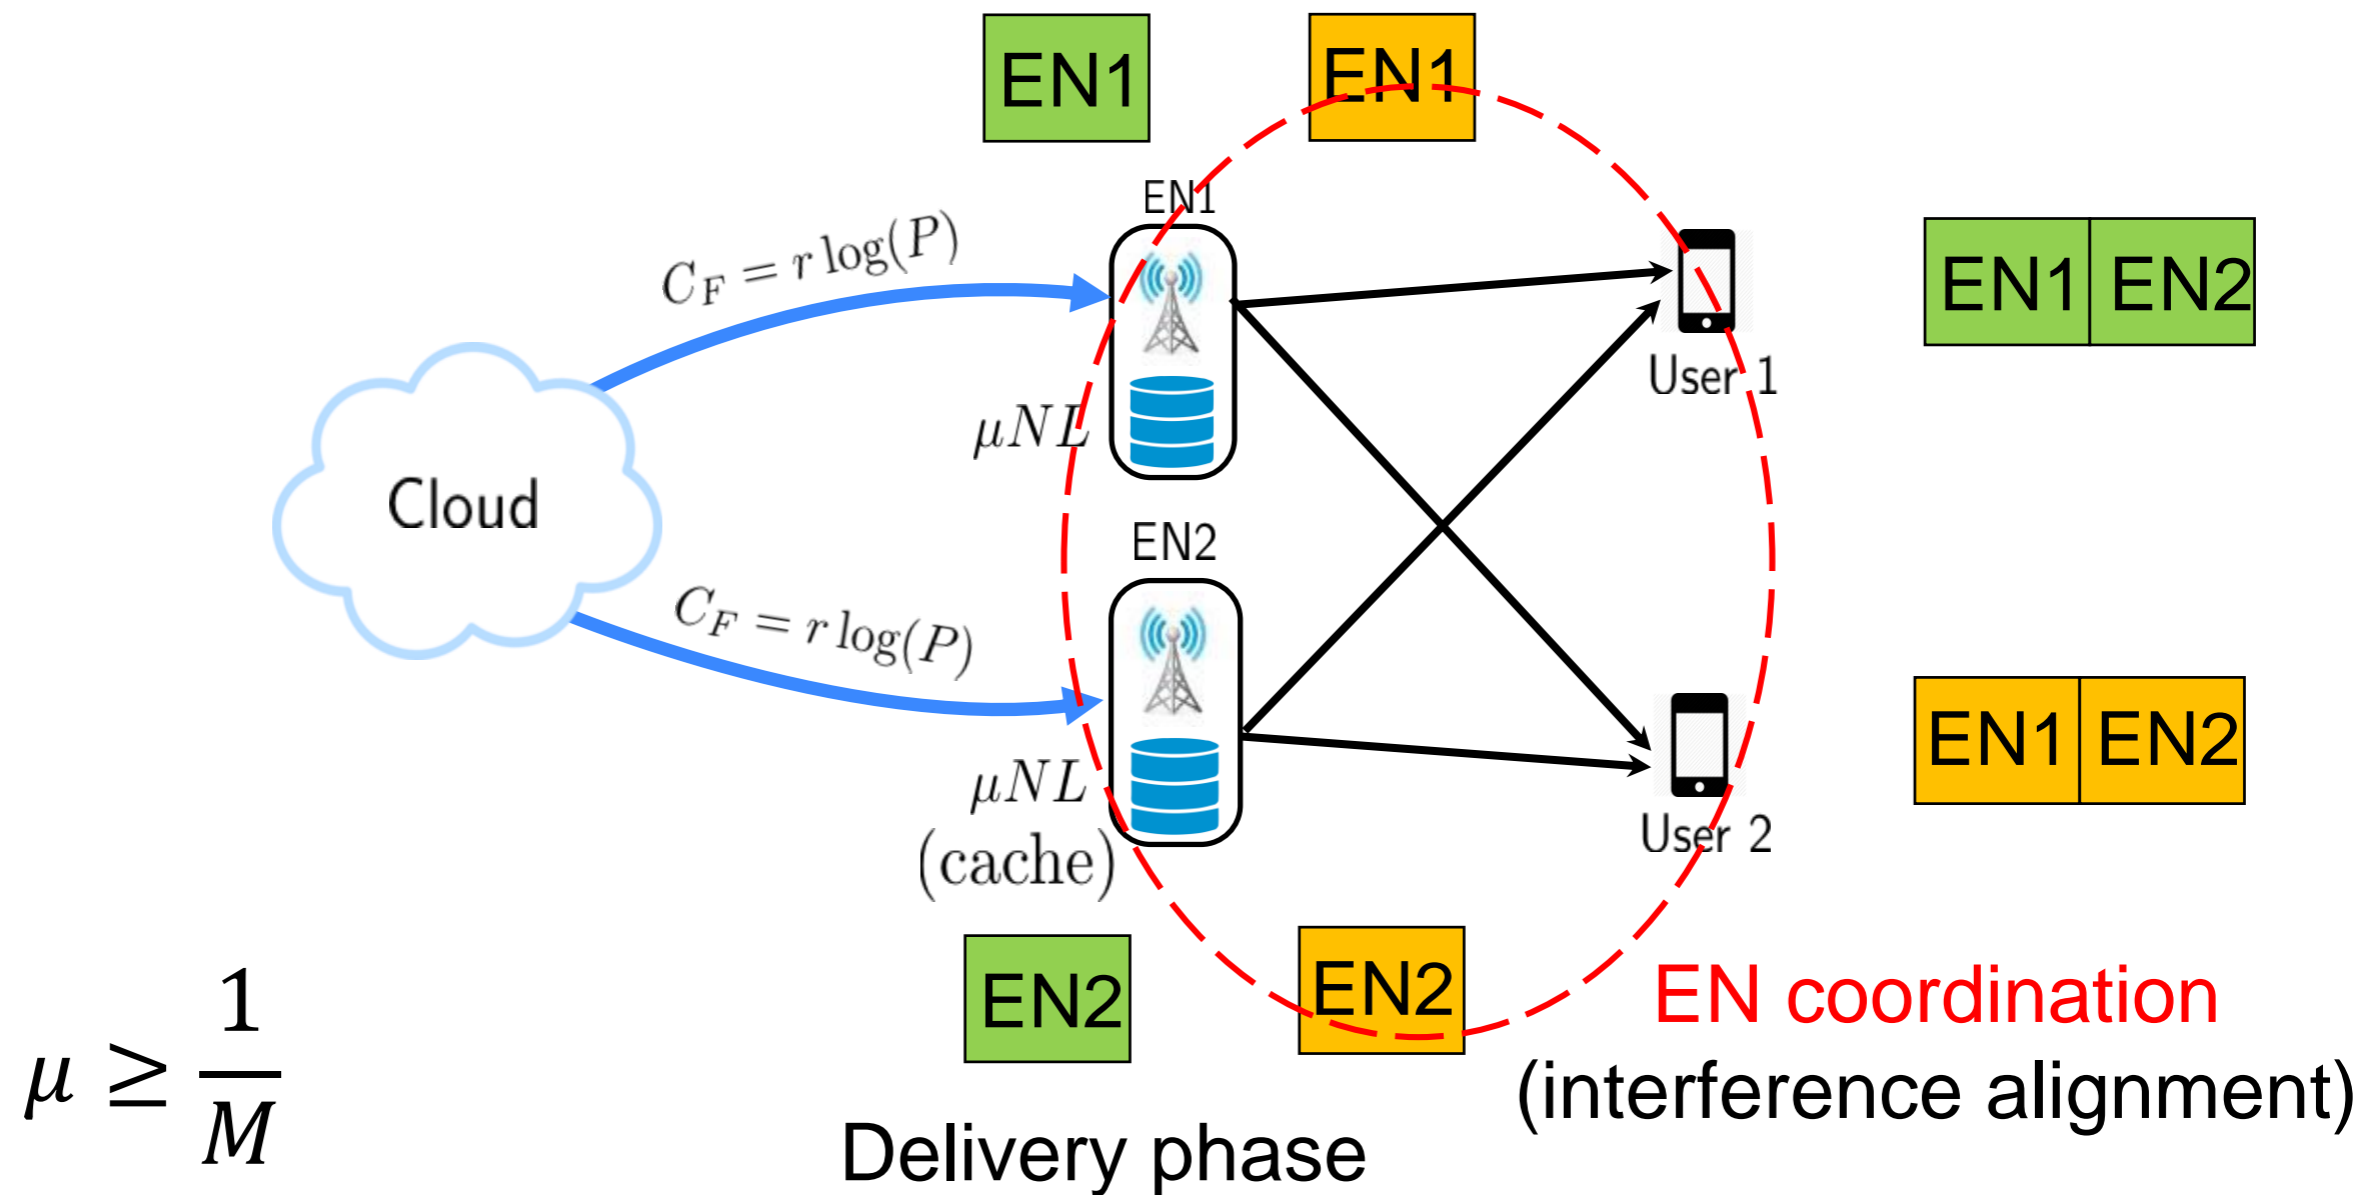 EN1
EN1
EN1
C_F = r log(P)
EN1 EN2
User 1
μNL
Cloud
EN2
C_F = r log(P)
EN1 EN2
μNL
(cache)
User 2
EN2
EN2
EN coordination
(interference alignment)
μ ≥ 1/M
Delivery phase